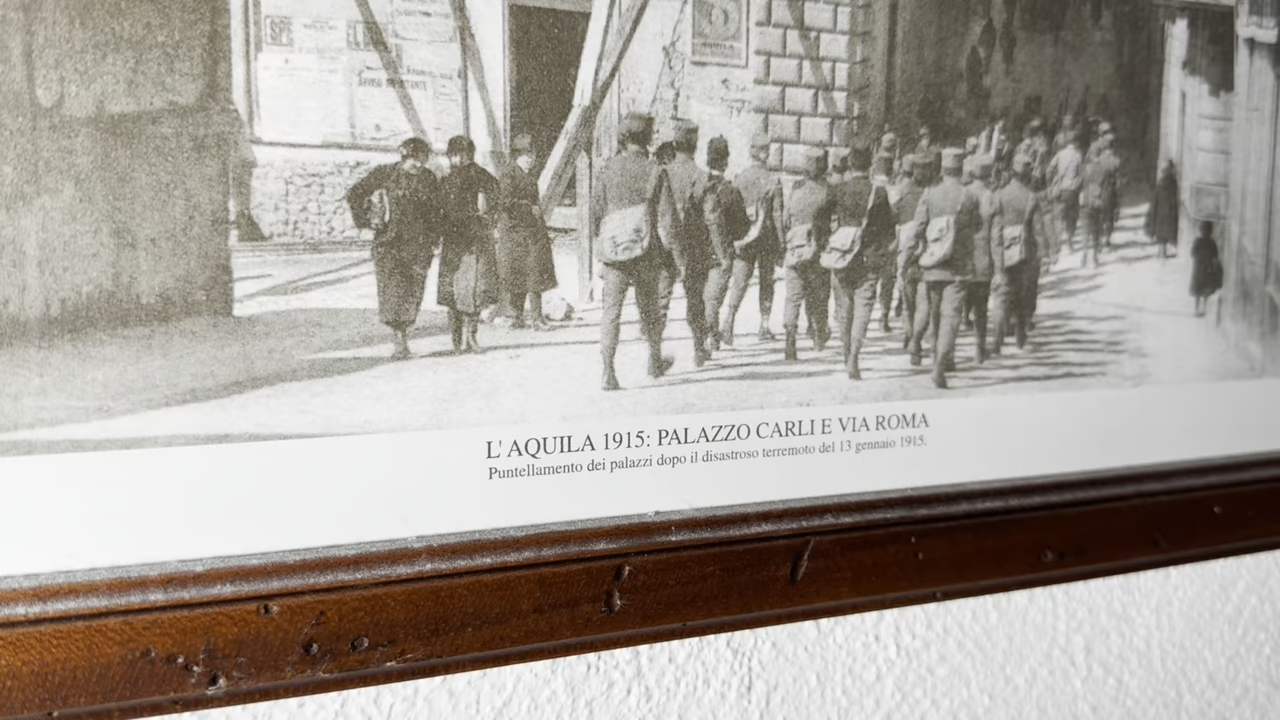 L'AQUILA 1915: PALAZZO CARLI E VIA ROMA
Puntellamento dei palazzi dopo il disastroso terremoto del 13 gennaio 1915.